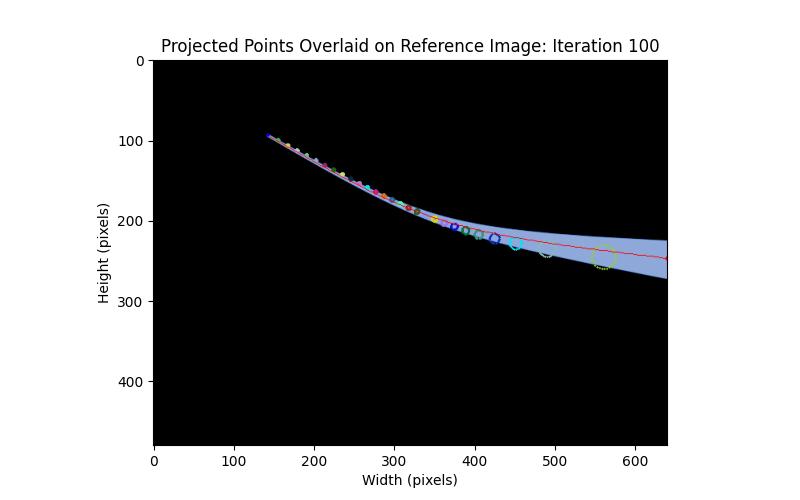 Projected Points Overlaid on Reference Image: Iteration 100
0
100
200
300
400
Height (pixels)
0 100 200 300 400 500 600
Width (pixels)